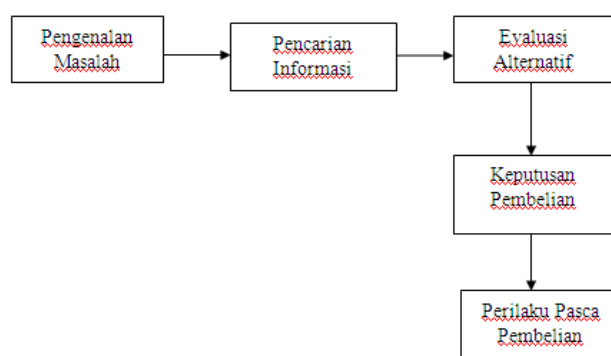 Pengenalan
Masalah
Pencarian
Informasi
Evaluasi
Alternatif
Keputusan
Pembelian
Perilaku Pasca
Pembelian